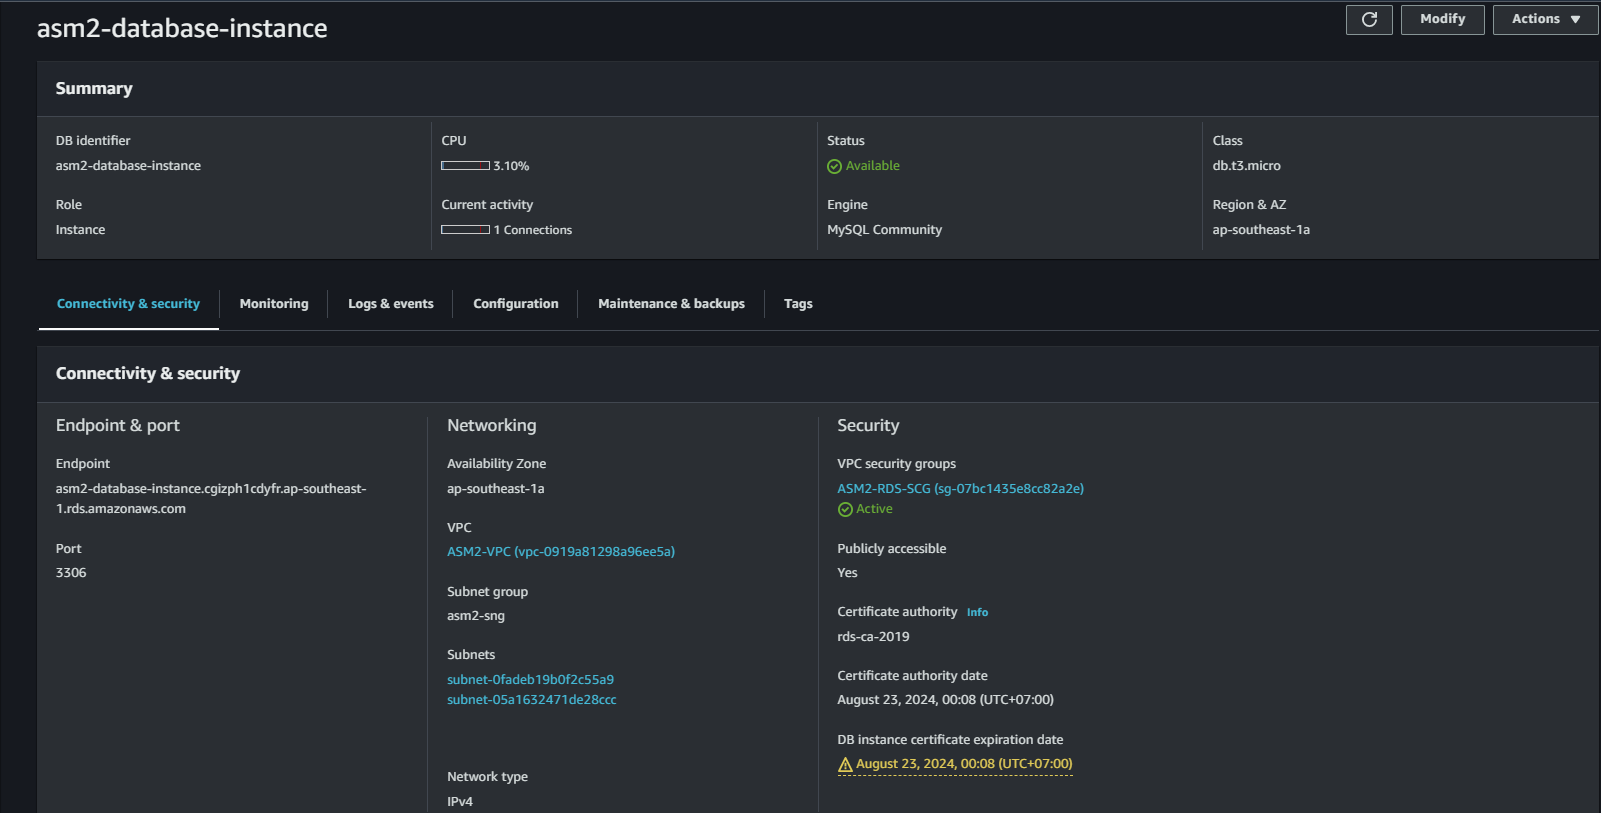 asm2-database-instance
Modify
Actions
Summary
DB identifier
asm2-database-instance
CPU
3.10%
Status
Available
Class
db.t3.micro
Role
Instance
Current activity
1 Connections
Engine
MySQL Community
Region & AZ
ap-southeast-1a
Connectivity & security
Monitoring
Logs & events
Configuration
Maintenance & backups
Tags
Connectivity & security
Endpoint & port
Endpoint
asm2-database-instance.cgizph1cdyfr.ap-southeast-
1.rds.amazonaws.com
Port
3306
Networking
Availability Zone
ap-southeast-1a
VPC
ASM2-VPC (vpc-0919a81298a96ee5a)
Subnet group
asm2-sng
Subnets
subnet-0fadeb19b0f2c55a9
subnet-05a1632471de28ccc
Network type
IPv4
Security
VPC security groups
ASM2-RDS-SCG (sg-07bc1435e8cc82a2e)
Active
Publicly accessible
Yes
Certificate authority Info
rds-ca-2019
Certificate authority date
August 23, 2024, 00:08 (UTC+07:00)
DB instance certificate expiration date
August 23, 2024, 00:08 (UTC+07:00)